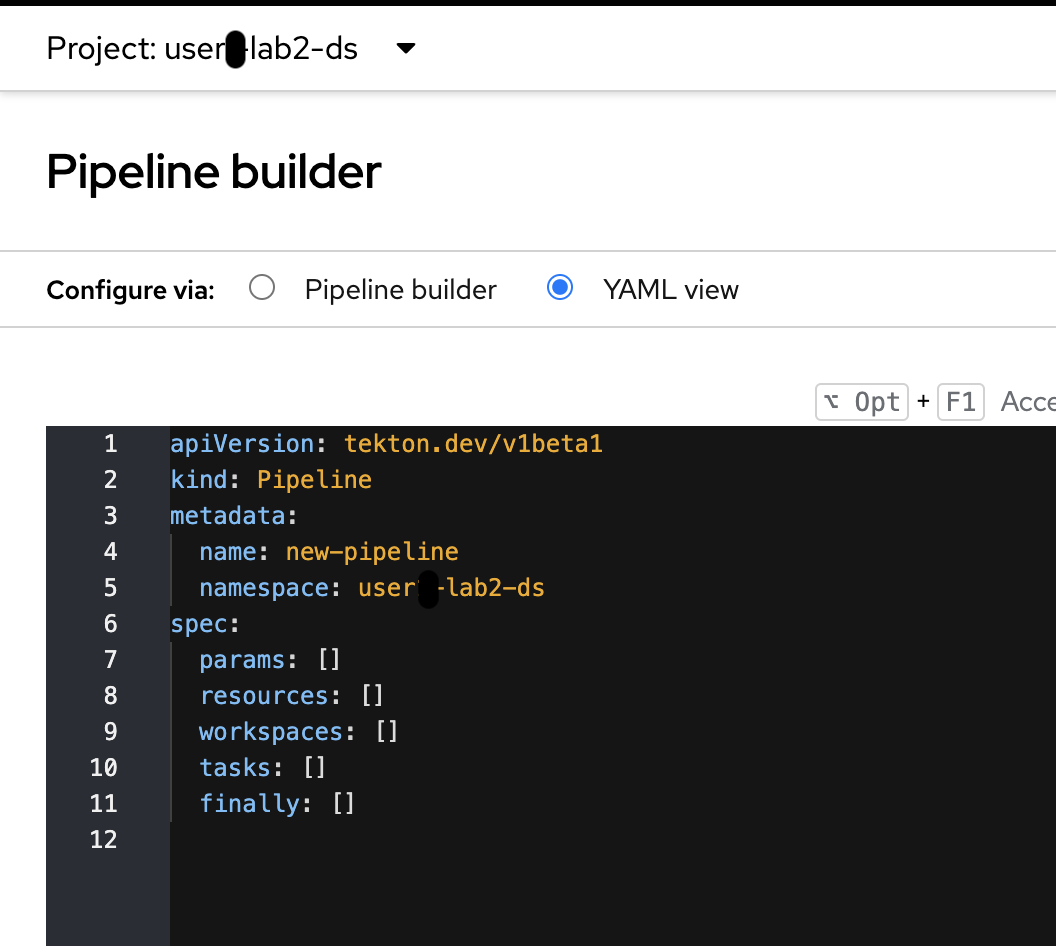 Project: user -lab2-ds
Pipeline builder
Configure via: Pipeline builder YAML view
⌥ Opt + F1 Acce
1 apiVersion: tekton.dev/v1beta1
2 kind: Pipeline
3 metadata:
4   name: new-pipeline
5   namespace: user -lab2-ds
6 spec:
7   params: []
8   resources: []
9   workspaces: []
10   tasks: []
11   finally: []
12